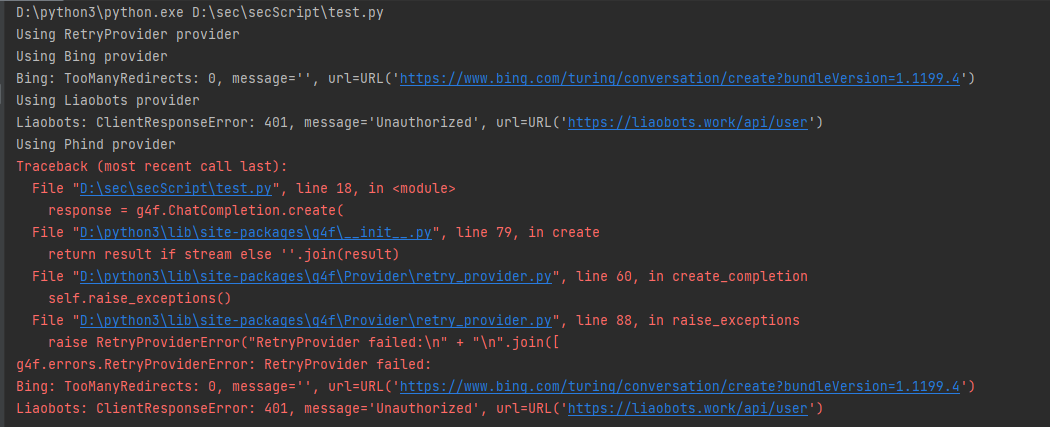 D:\python3\python.exe D:\sec\secScript\test.py
Using RetryProvider provider
Using Bing provider
Bing: TooManyRedirects: 0, message='', url=URL('https://www.bing.com/turing/conversation/create?bundleVersion=1.1199.4')
Using Liaobots provider
Liaobots: ClientResponseError: 401, message='Unauthorized', url=URL('https://liaobots.work/api/user')
Using Phind provider
Traceback (most recent call last):
  File "D:\sec\secScript\test.py", line 18, in <module>
    response = g4f.ChatCompletion.create(
  File "D:\python3\lib\site-packages\g4f\__init__.py", line 79, in create
    return result if stream else ''.join(result)
  File "D:\python3\lib\site-packages\g4f\Provider\retry_provider.py", line 60, in create_completion
    self.raise_exceptions()
  File "D:\python3\lib\site-packages\g4f\Provider\retry_provider.py", line 88, in raise_exceptions
    raise RetryProviderError("RetryProvider failed:\n" + "\n".join([
g4f.errors.RetryProviderError: RetryProvider failed:
Bing: TooManyRedirects: 0, message='', url=URL('https://www.bing.com/turing/conversation/create?bundleVersion=1.1199.4')
Liaobots: ClientResponseError: 401, message='Unauthorized', url=URL('https://liaobots.work/api/user')